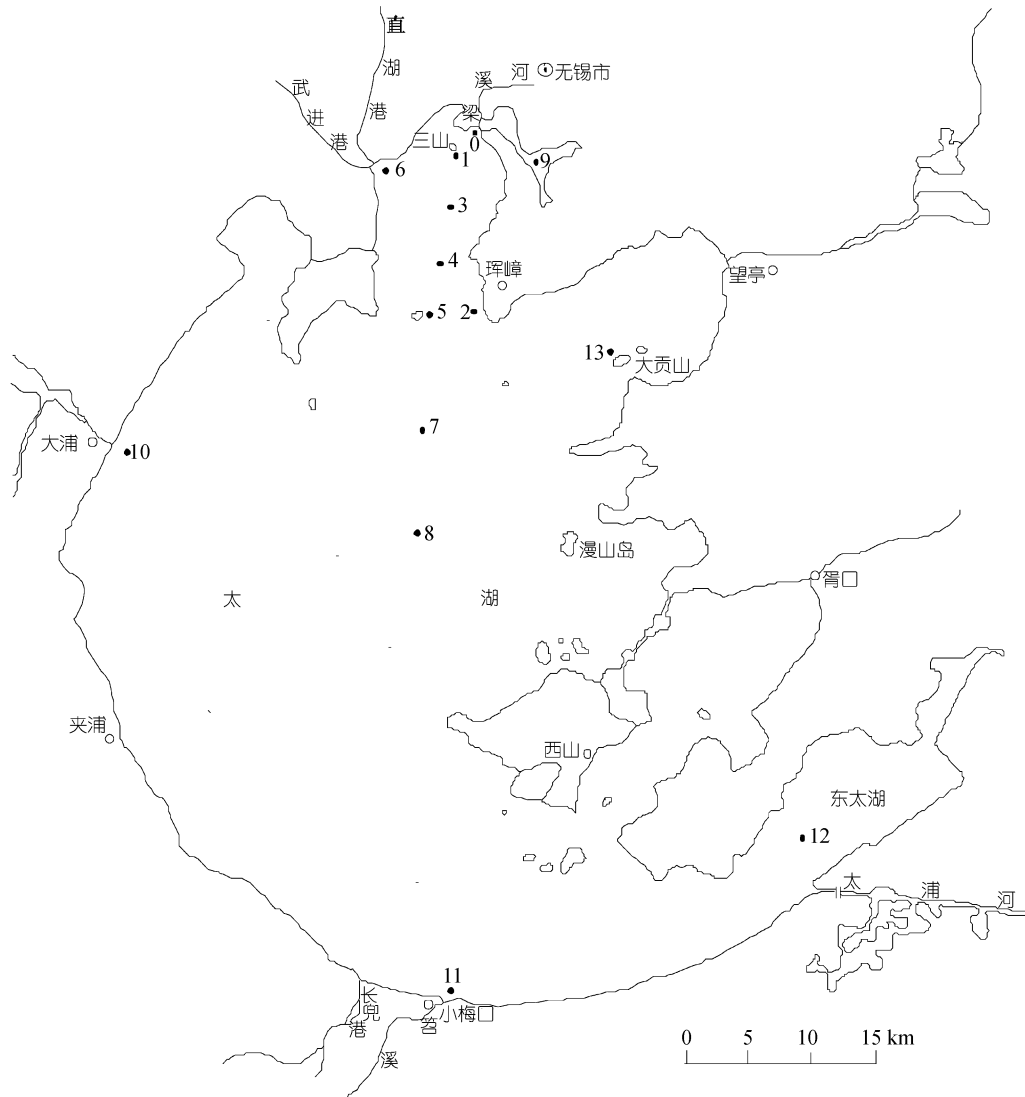 直湖港
武进港
梁溪河
无锡市
三山
0
1
9
6
3
4
珲嶂
望亭
5
2
13
大贡山
大浦
10
7
8
漫山岛
胥口
太湖
夹浦
西山
东太湖
12
太浦河
11
长兜港
小梅口
苕溪
0 5 10 15 km